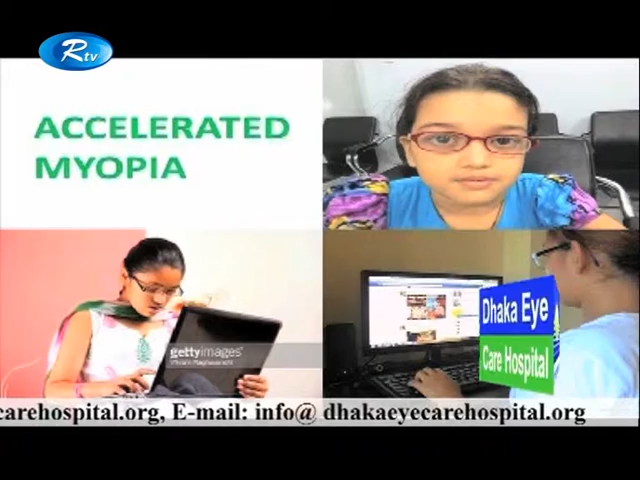 Rtv
ACCELERATED
MYOPIA
gettyimages
Dhaka Eye
Care Hospital
carehospital.org, E-mail: info@ dhakaeyecarehospital.org